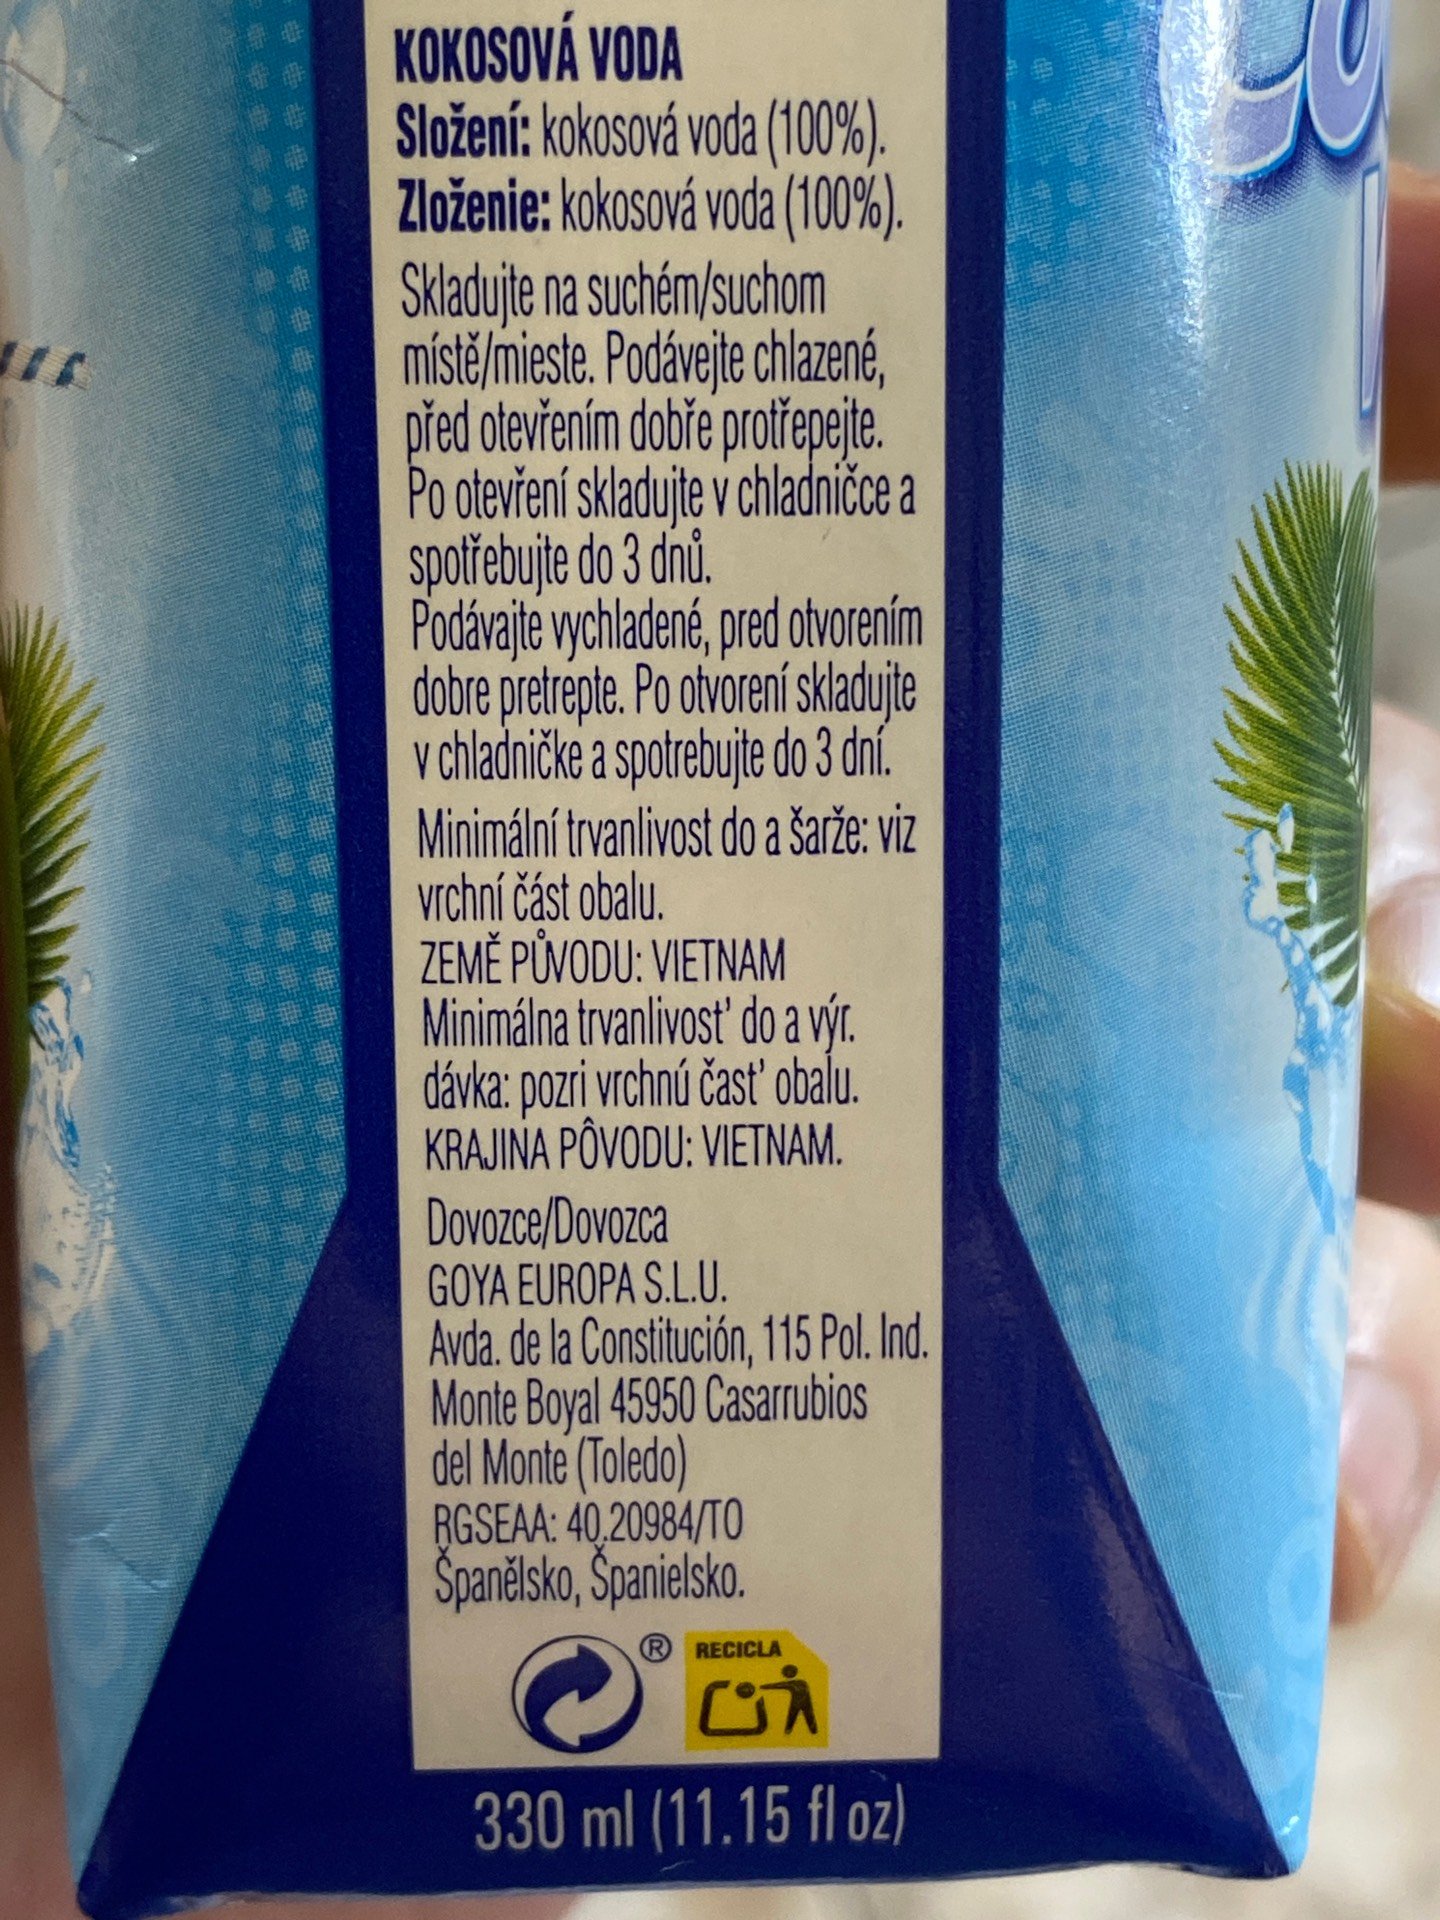 KOKOSOVÁ VODA
Složení: kokosová voda (100%).
Zloženie: kokosová voda (100%).
Skladujte na suchém/suchom
místě/mieste. Podávejte chlazené,
před otevřením dobře protřepejte.
Po otevření skladujte v chladničce a
spotřebujte do 3 dnů.
Podávajte vychladené, pred otvorením
dobre pretrepte. Po otvorení skladujte
v chladničke a spotrebujte do 3 dní.
Minimální trvanlivost do a šarže: viz
vrchní část obalu.
ZEMĚ PŮVODU: VIETNAM
Minimálna trvanlivost' do a výr.
dávka: pozri vrchnú čast' obalu.
KRAJINA PÔVODU: VIETNAM.
Dovozce/Dovozca
GOYA EUROPA S.L.U.
Avda. de la Constitución, 115 Pol. Ind.
Monte Boyal 45950 Casarrubios
del Monte (Toledo)
RGSEAA: 40.20984/TO
Španělsko, Španielsko.
®
RECICLA
330 ml (11.15 fl oz)